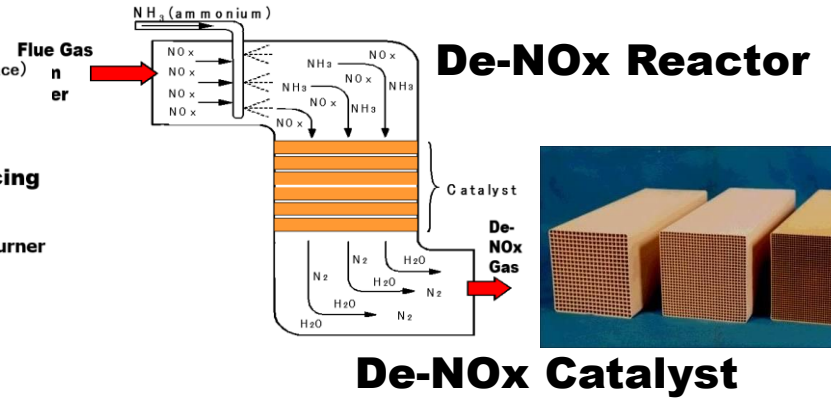 NH₃(ammonium)
Flue Gas
ce)
n
er
De-NOx Reactor
NOx
NOx
NOx
NOx
NOx
NH₃
NOx
NH₃
NH₃
NOx
NH₃
NOx
cing
Catalyst
urner
De-
NOx
Gas
N₂
H₂O
N₂
H₂O
N₂
H₂O
N₂
H₂O
De-NOx Catalyst